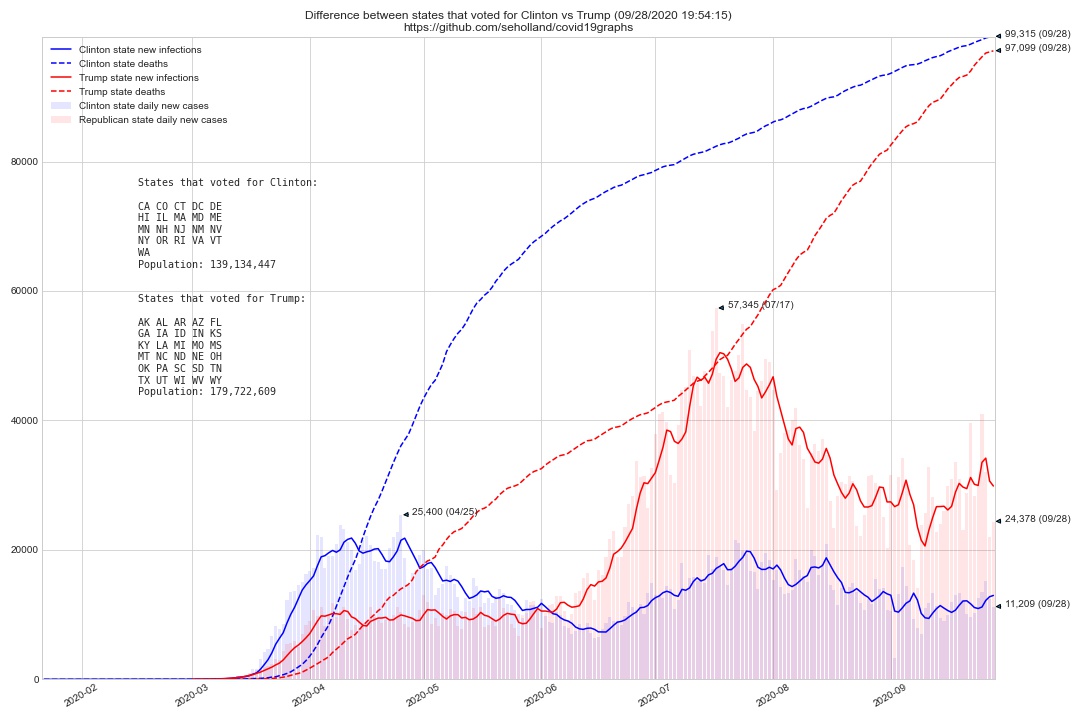 Difference between states that voted for Clinton vs Trump (09/28/2020 19:54:15)
https://github.com/seholland/covid19graphs
Clinton state new infections
Clinton state deaths
Trump state new infections
Trump state deaths
Clinton state daily new cases
Republican state daily new cases
99,315 (09/28)
97,099 (09/28)
80000
States that voted for Clinton:
CA CO CT DC DE
HI IL MA MD ME
MN NH NJ NM NV
NY OR RI VA VT
WA
Population: 139,134,447
60000
States that voted for Trump:
AK AL AR AZ FL
GA IA ID IN KS
KY LA MI MO MS
MT NC ND NE OH
OK PA SC SD TN
TX UT WI WV WY
Population: 179,722,609
57,345 (07/17)
40000
25,400 (04/25)
24,378 (09/28)
20000
11,209 (09/28)
0
2020-02
2020-03
2020-04
2020-05
2020-06
2020-07
2020-08
2020-09